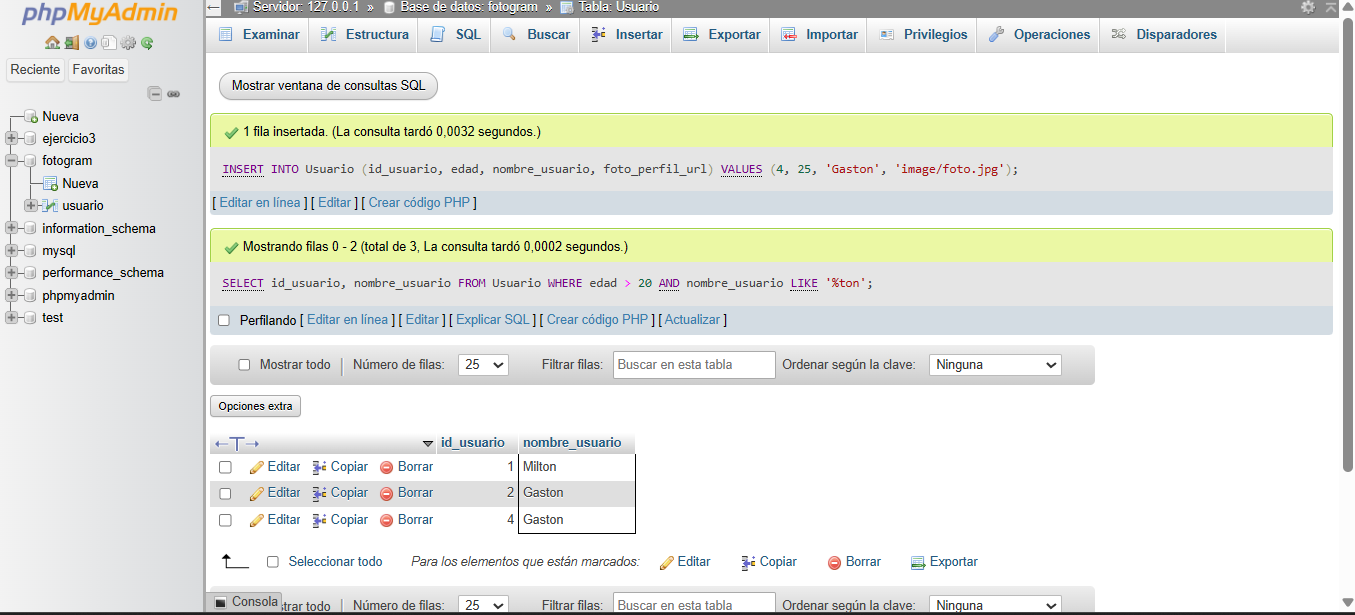 phpMyAdmin
Reciente Favoritas
Nueva
ejercicio3
fotogram
Nueva
usuario
information_schema
mysql
performance_schema
phpmyadmin
test
Servidor: 127.0.0.1 » Base de datos: fotogram » Tabla: Usuario
Examinar Estructura SQL Buscar Insertar Exportar Importar Privilegios Operaciones Disparadores
Mostrar ventana de consultas SQL
1 fila insertada. (La consulta tardó 0,0032 segundos.)
INSERT INTO Usuario (id_usuario, edad, nombre_usuario, foto_perfil_url) VALUES (4, 25, 'Gaston', 'image/foto.jpg');
[ Editar en línea ] [ Editar ] [ Crear código PHP ]
Mostrando filas 0 - 2 (total de 3, La consulta tardó 0,0002 segundos.)
SELECT id_usuario, nombre_usuario FROM Usuario WHERE edad > 20 AND nombre_usuario LIKE '%ton';
Perfilando [ Editar en línea ] [ Editar ] [ Explicar SQL ] [ Crear código PHP ] [ Actualizar ]
Mostrar todo | Número de filas: 25 Filtrar filas: Buscar en esta tabla Ordenar según la clave: Ninguna
Opciones extra
←T→ id_usuario nombre_usuario
Editar Copiar Borrar 1 Milton
Editar Copiar Borrar 2 Gaston
Editar Copiar Borrar 4 Gaston
Seleccionar todo Para los elementos que están marcados: Editar Copiar Borrar Exportar
Consola strar todo | Número de filas: 25 Filtrar filas: Buscar en esta tabla Ordenar según la clave: Ninguna